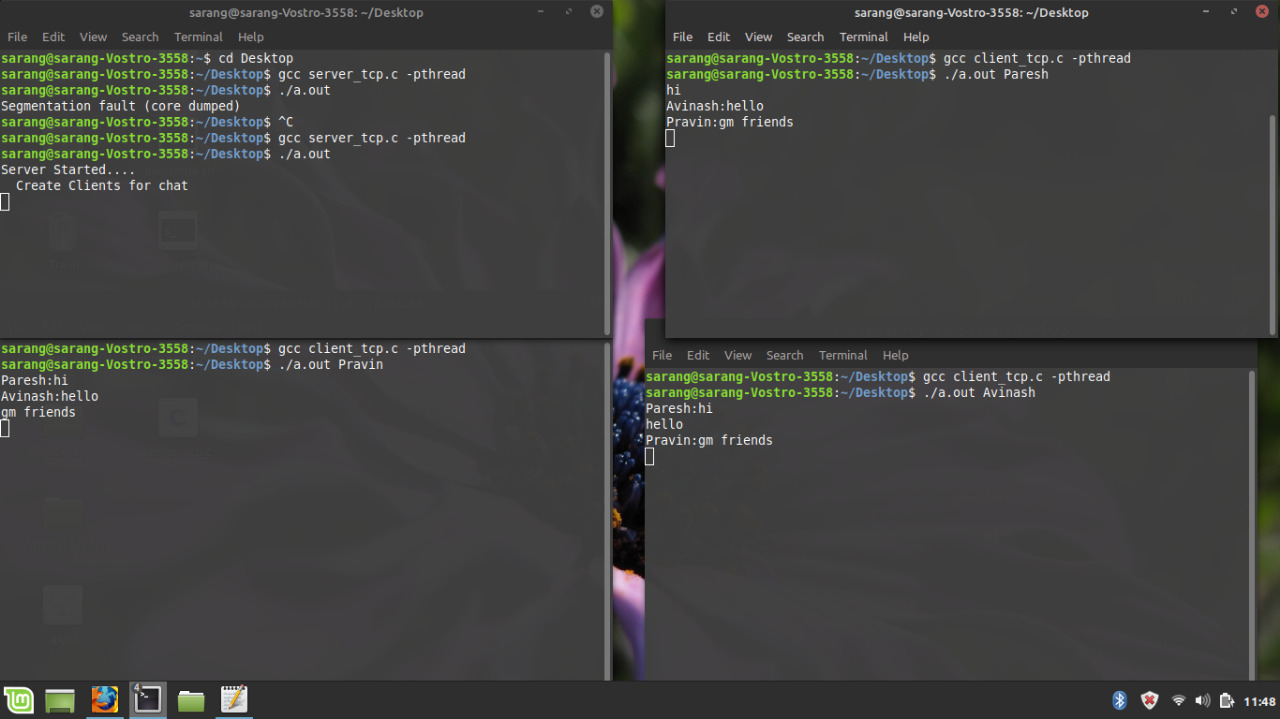 sarang@sarang-Vostro-3558: ~/Desktop
File Edit View Search Terminal Help
sarang@sarang-Vostro-3558:~$ cd Desktop
sarang@sarang-Vostro-3558:~/Desktop$ gcc server_tcp.c -pthread
sarang@sarang-Vostro-3558:~/Desktop$ ./a.out
Segmentation fault (core dumped)
sarang@sarang-Vostro-3558:~/Desktop$ ^C
sarang@sarang-Vostro-3558:~/Desktop$ gcc server_tcp.c -pthread
sarang@sarang-Vostro-3558:~/Desktop$ ./a.out
Server Started....
Create Clients for chat
sarang@sarang-Vostro-3558: ~/Desktop
File Edit View Search Terminal Help
sarang@sarang-Vostro-3558:~/Desktop$ gcc client_tcp.c -pthread
sarang@sarang-Vostro-3558:~/Desktop$ ./a.out Paresh
hi
Avinash:hello
Pravin:gm friends
sarang@sarang-Vostro-3558:~/Desktop$ gcc client_tcp.c -pthread
sarang@sarang-Vostro-3558:~/Desktop$ ./a.out Pravin
Paresh:hi
Avinash:hello
gm friends
File Edit View Search Terminal Help
sarang@sarang-Vostro-3558:~/Desktop$ gcc client_tcp.c -pthread
sarang@sarang-Vostro-3558:~/Desktop$ ./a.out Avinash
Paresh:hi
hello
Pravin:gm friends
4
11:48